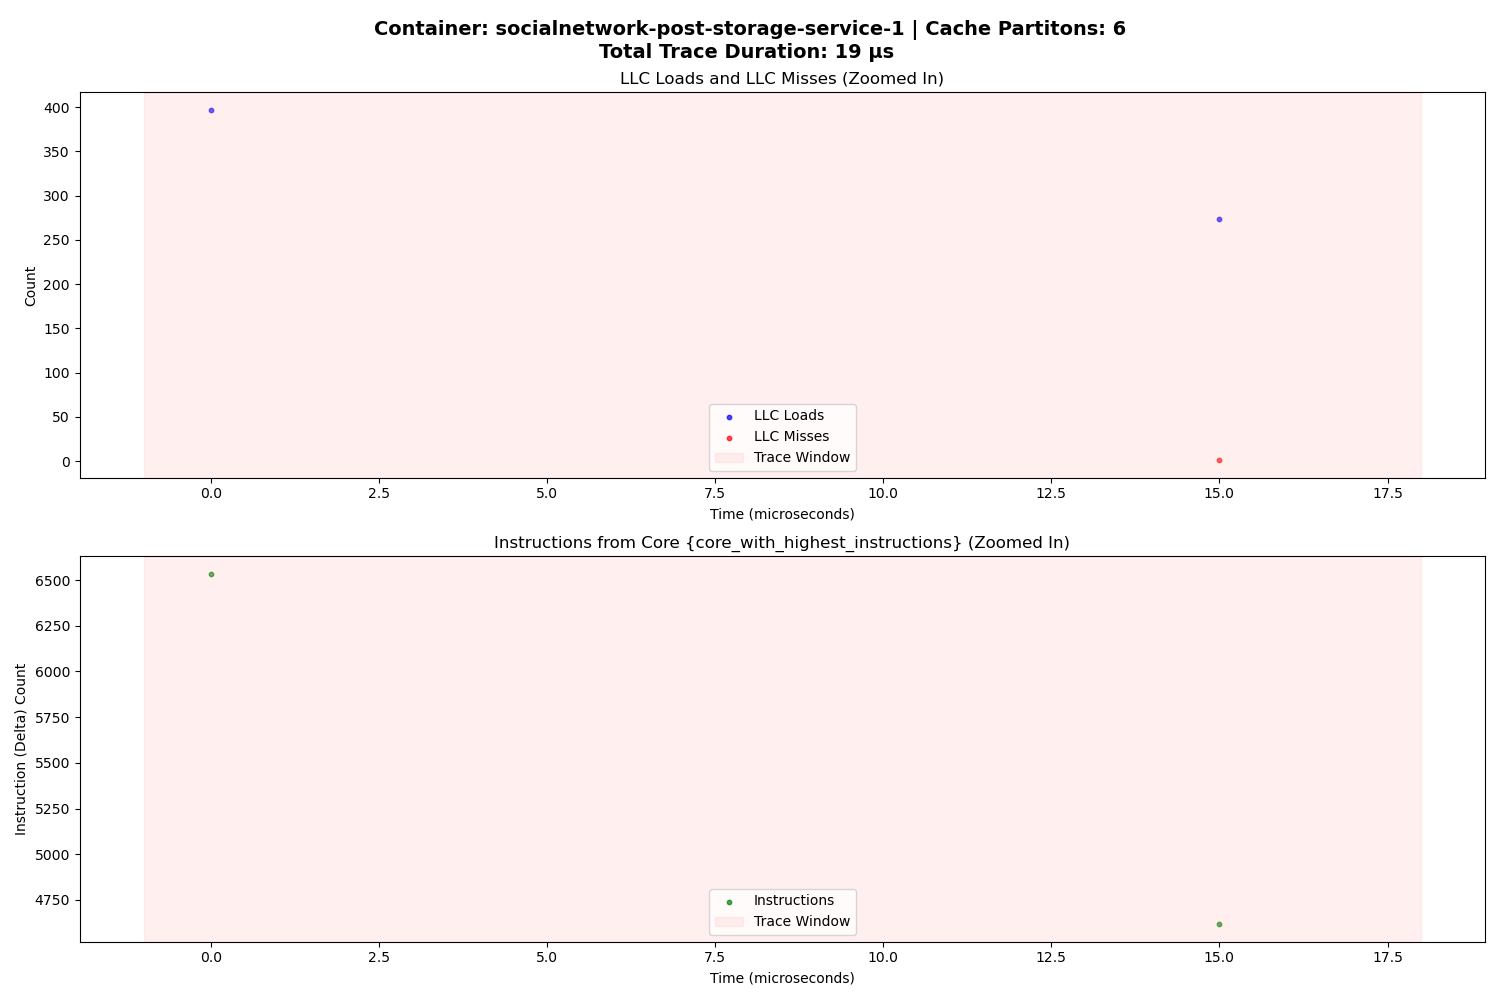 Container: socialnetwork-post-storage-service-1 | Cache Partitons: 6
Total Trace Duration: 19 µs
LLC Loads and LLC Misses (Zoomed In)
400
350
300
250
200
150
100
50
0
Count
LLC Loads
LLC Misses
Trace Window
0.0 2.5 5.0 7.5 10.0 12.5 15.0 17.5
Time (microseconds)
Instructions from Core {core_with_highest_instructions} (Zoomed In)
6500
6250
6000
5750
5500
5250
5000
4750
Instruction (Delta) Count
Instructions
Trace Window
0.0 2.5 5.0 7.5 10.0 12.5 15.0 17.5
Time (microseconds)